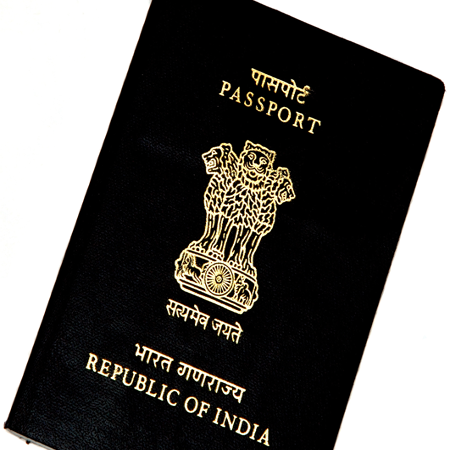 पासपोर्ट
PASSPORT
सत्यमेव जयते
भारत गणराज्य
REPUBLIC OF INDIA